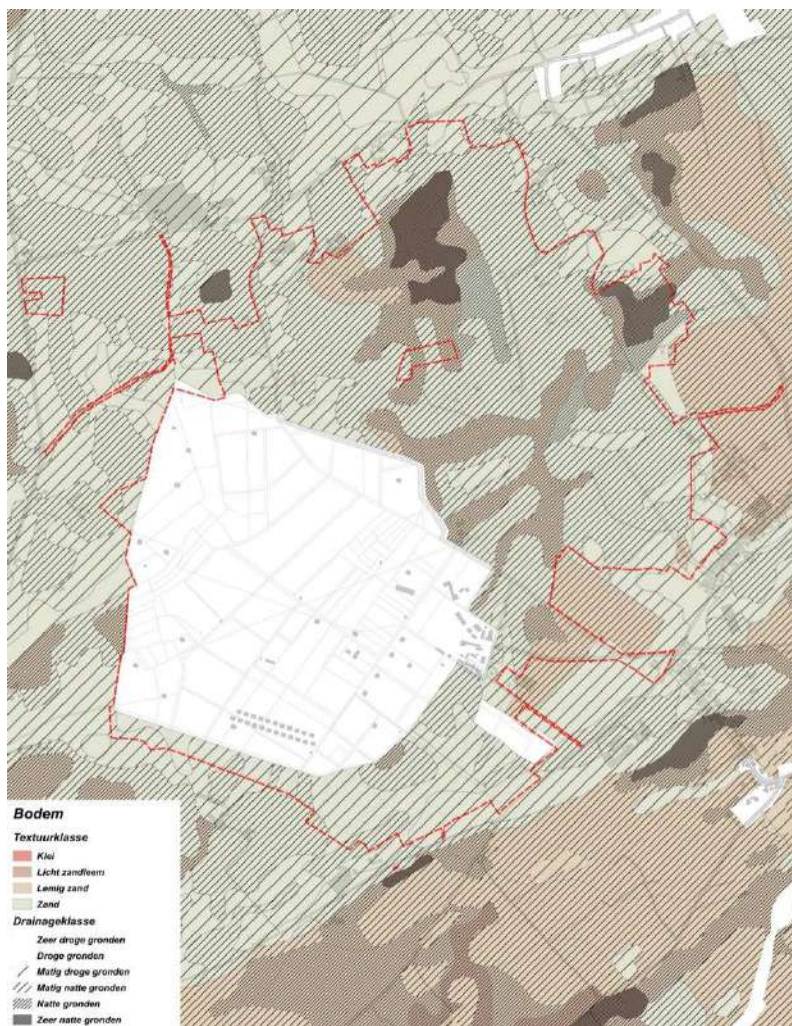 Bodem
Textuurklasse
Klei
Licht zandleem
Lemig zand
Zand
Drainageklasse
Zeer droge gronden
Droge gronden
Matig droge gronden
Matig natte gronden
Natte gronden
Zeer natte gronden